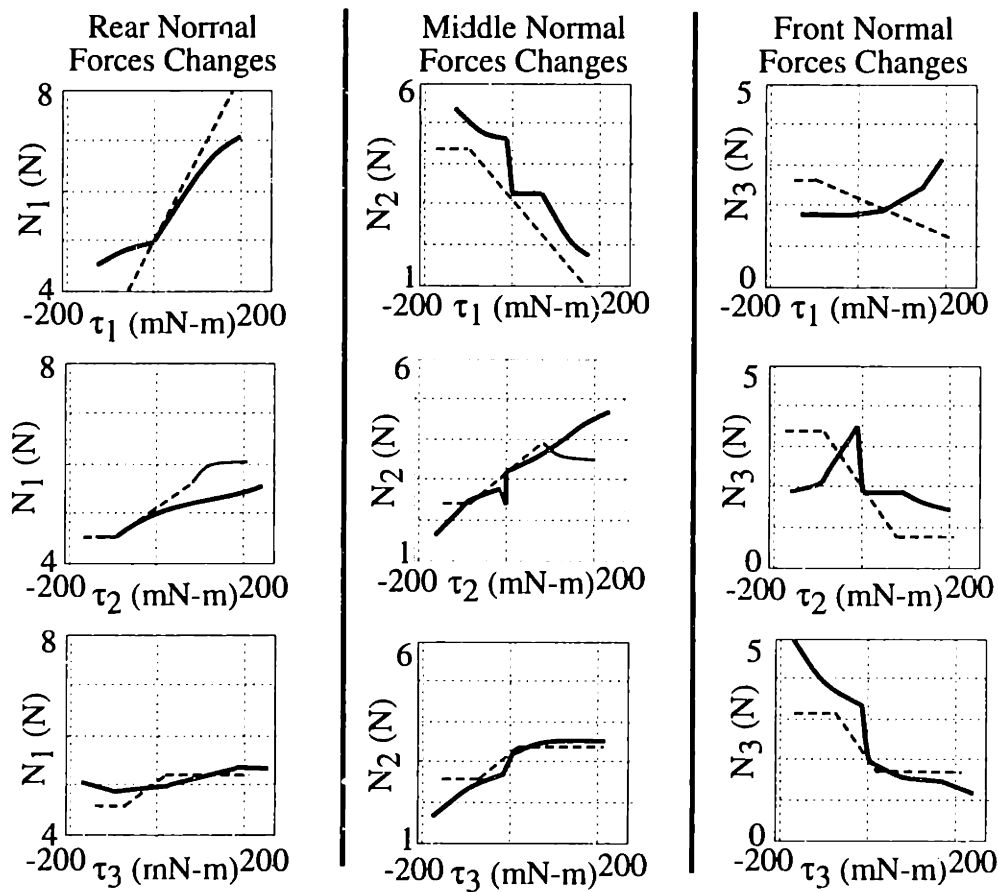 Rear Normal
Forces Changes
Middle Normal
Forces Changes
Front Normal
Forces Changes
8
N1 (N)
4
-200 τ1 (mN-m) 200
6
N2 (N)
1
-200 τ1 (mN-m) 200
5
N3 (N)
0
-200 τ1 (mN-m) 200
8
N1 (N)
4
-200 τ2 (mN-m) 200
6
N2 (N)
1
-200 τ2 (mN-m) 200
5
N3 (N)
0
-200 τ2 (mN-m) 200
8
N1 (N)
4
-200 τ3 (mN-m) 200
6
N2 (N)
1
-200 τ3 (mN-m) 200
5
N3 (N)
0
-200 τ3 (mN-m) 200